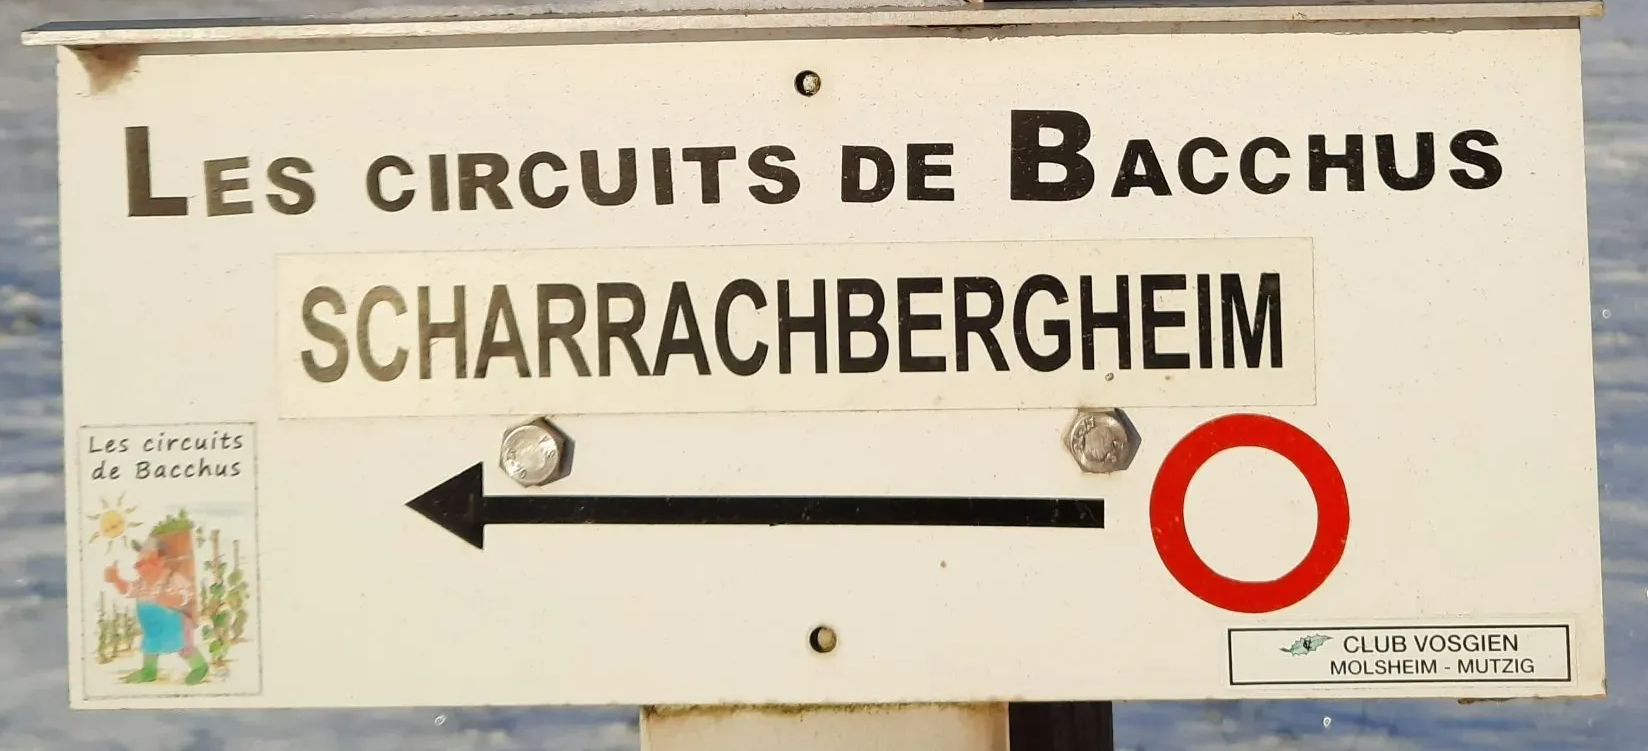 LES CIRCUITS DE BACCHUS
SCHARRACHBERGHEIM
Les circuits
de Bacchus
CLUB VOSGIEN
MOLSHEIM - MUTZIG